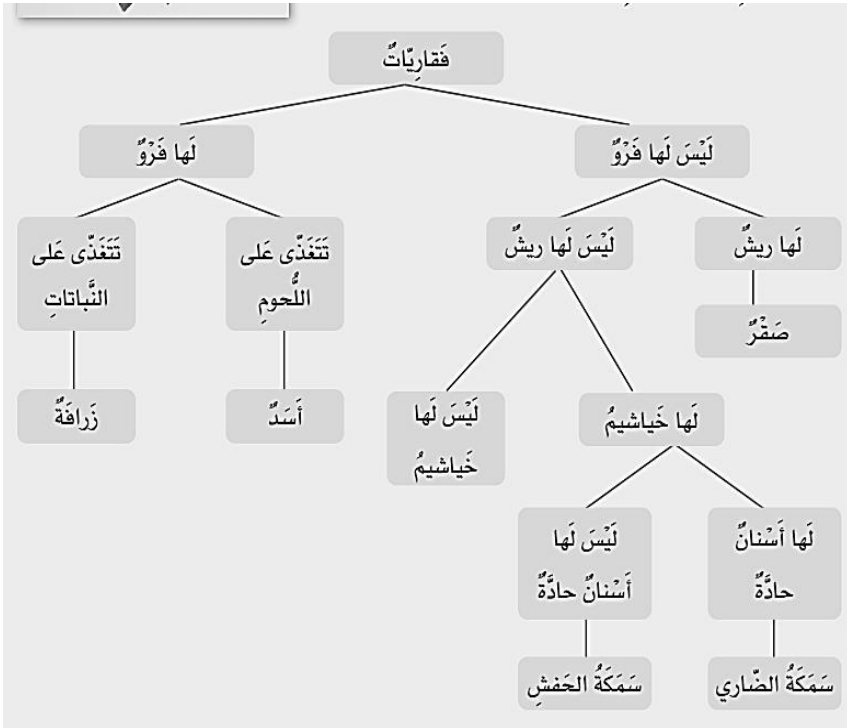 فَقارِيّاتٌ
لَيْسَ لَها فَرْوٌ
لَها فَرْوٌ
لَها ريشٌ
لَيْسَ لَها ريشٌ
تَتَغَذّى عَلى
اللُّحومِ
تَتَغَذّى عَلى
النَّباتاتِ
صَقْرٌ
لَها خَياشيمُ
لَيْسَ لَها
خَياشيمُ
أَسَدٌ
زَرافَةٌ
لَها أَسْنانٌ
حادَّةٌ
لَيْسَ لَها
أَسْنانٌ حادَّةٌ
سَمَكَةُ الضّاري
سَمَكَةُ الحَفشِ